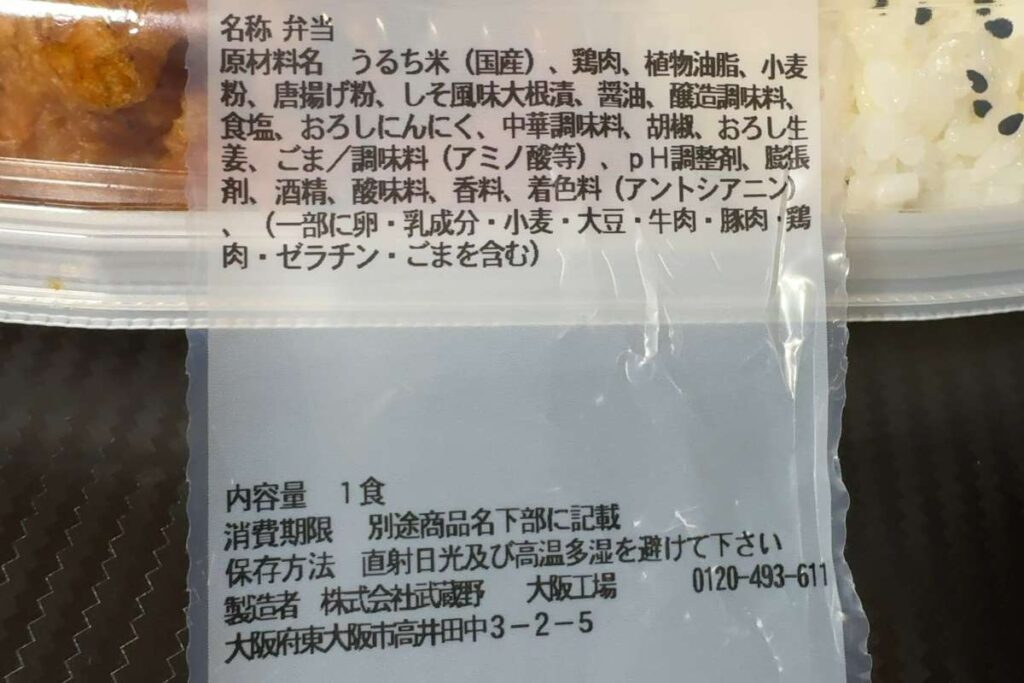 名称 弁当
原材料名　うるち米（国産）、鶏肉、植物油脂、小麦
粉、唐揚げ粉、しそ風味大根漬、醤油、醸造調味料、
食塩、おろしにんにく、中華調味料、胡椒、おろし生
姜、ごま／調味料（アミノ酸等）、ｐＨ調整剤、膨張
剤、酒精、酸味料、香料、着色料（アントシアニン）
、（一部に卵・乳成分・小麦・大豆・牛肉・豚肉・鶏
肉・ゼラチン・ごまを含む）
内容量　１食
消費期限　別途商品名下部に記載
保存方法　直射日光及び高温多湿を避けて下さい
製造者　株式会社武蔵野　大阪工場　0120-493-611
大阪府東大阪市高井田中３－２－５